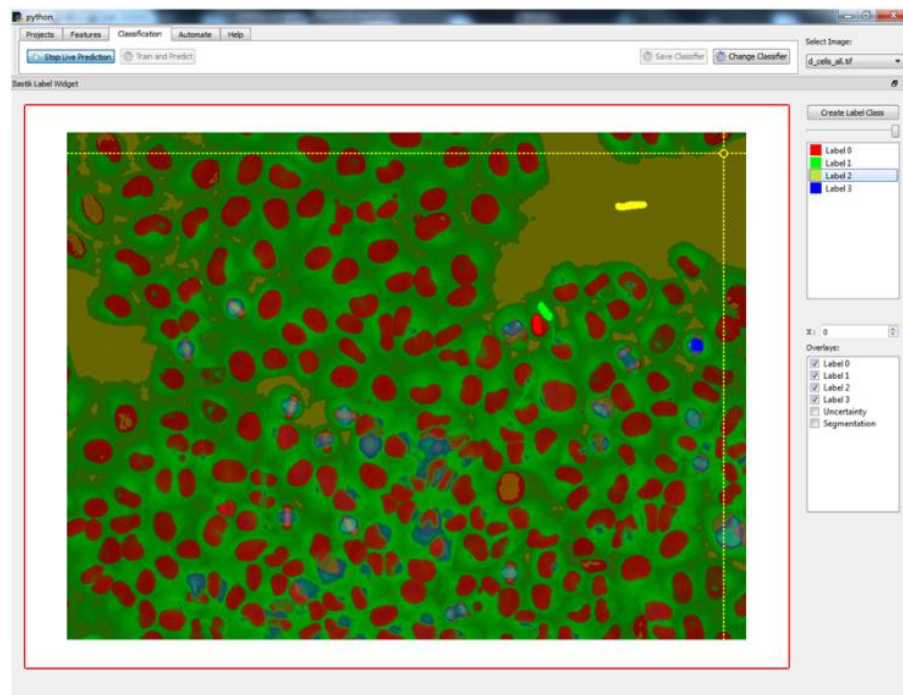 python
Projects Features Classification Automate Help
Stop Live Prediction Train and Predict Save Classifier Change Classifier
Select Image:
d_cells_all.tif
Ilastik Label Widget
Create Label Class
Label 0
Label 1
Label 2
Label 3
X: 0
Overlays:
Label 0
Label 1
Label 2
Label 3
Uncertainty
Segmentation